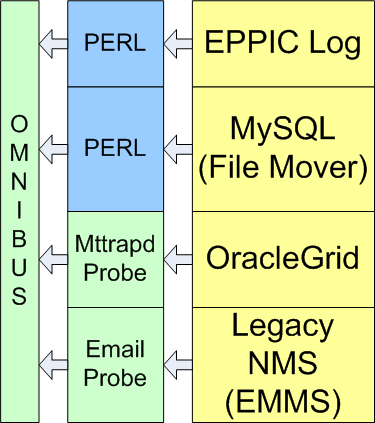 OMNIBUS
PERL
EPPIC Log
PERL
MySQL
(File Mover)
Mttrapd
Probe
OracleGrid
Email
Probe
Legacy
NMS
(EMMS)